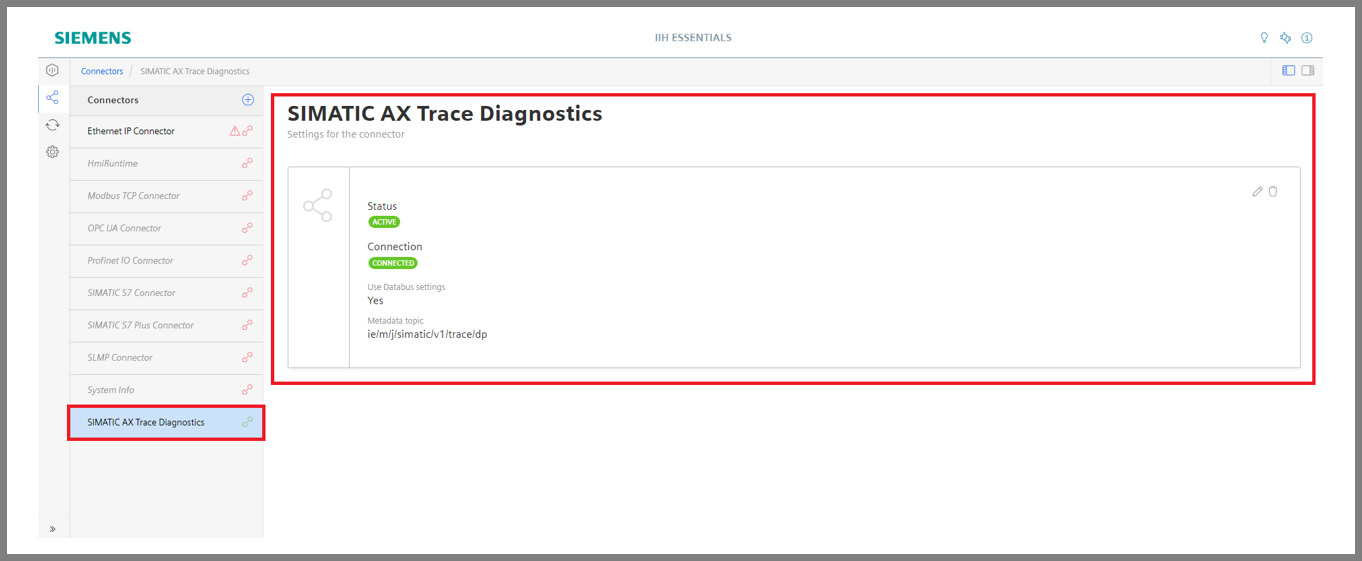 SIEMENS
IIH ESSENTIALS
Connectors / SIMATIC AX Trace Diagnostics
Connectors
Ethernet IP Connector
HmiRuntime
Modbus TCP Connector
OPC UA Connector
Profinet IO Connector
SIMATIC S7 Connector
SIMATIC S7 Plus Connector
SLMP Connector
System Info
SIMATIC AX Trace Diagnostics
SIMATIC AX Trace Diagnostics
Settings for the connector
Status
ACTIVE
Connection
CONNECTED
Use Databus settings
Yes
Metadata topic
ie/m/j/simatic/v1/trace/dp